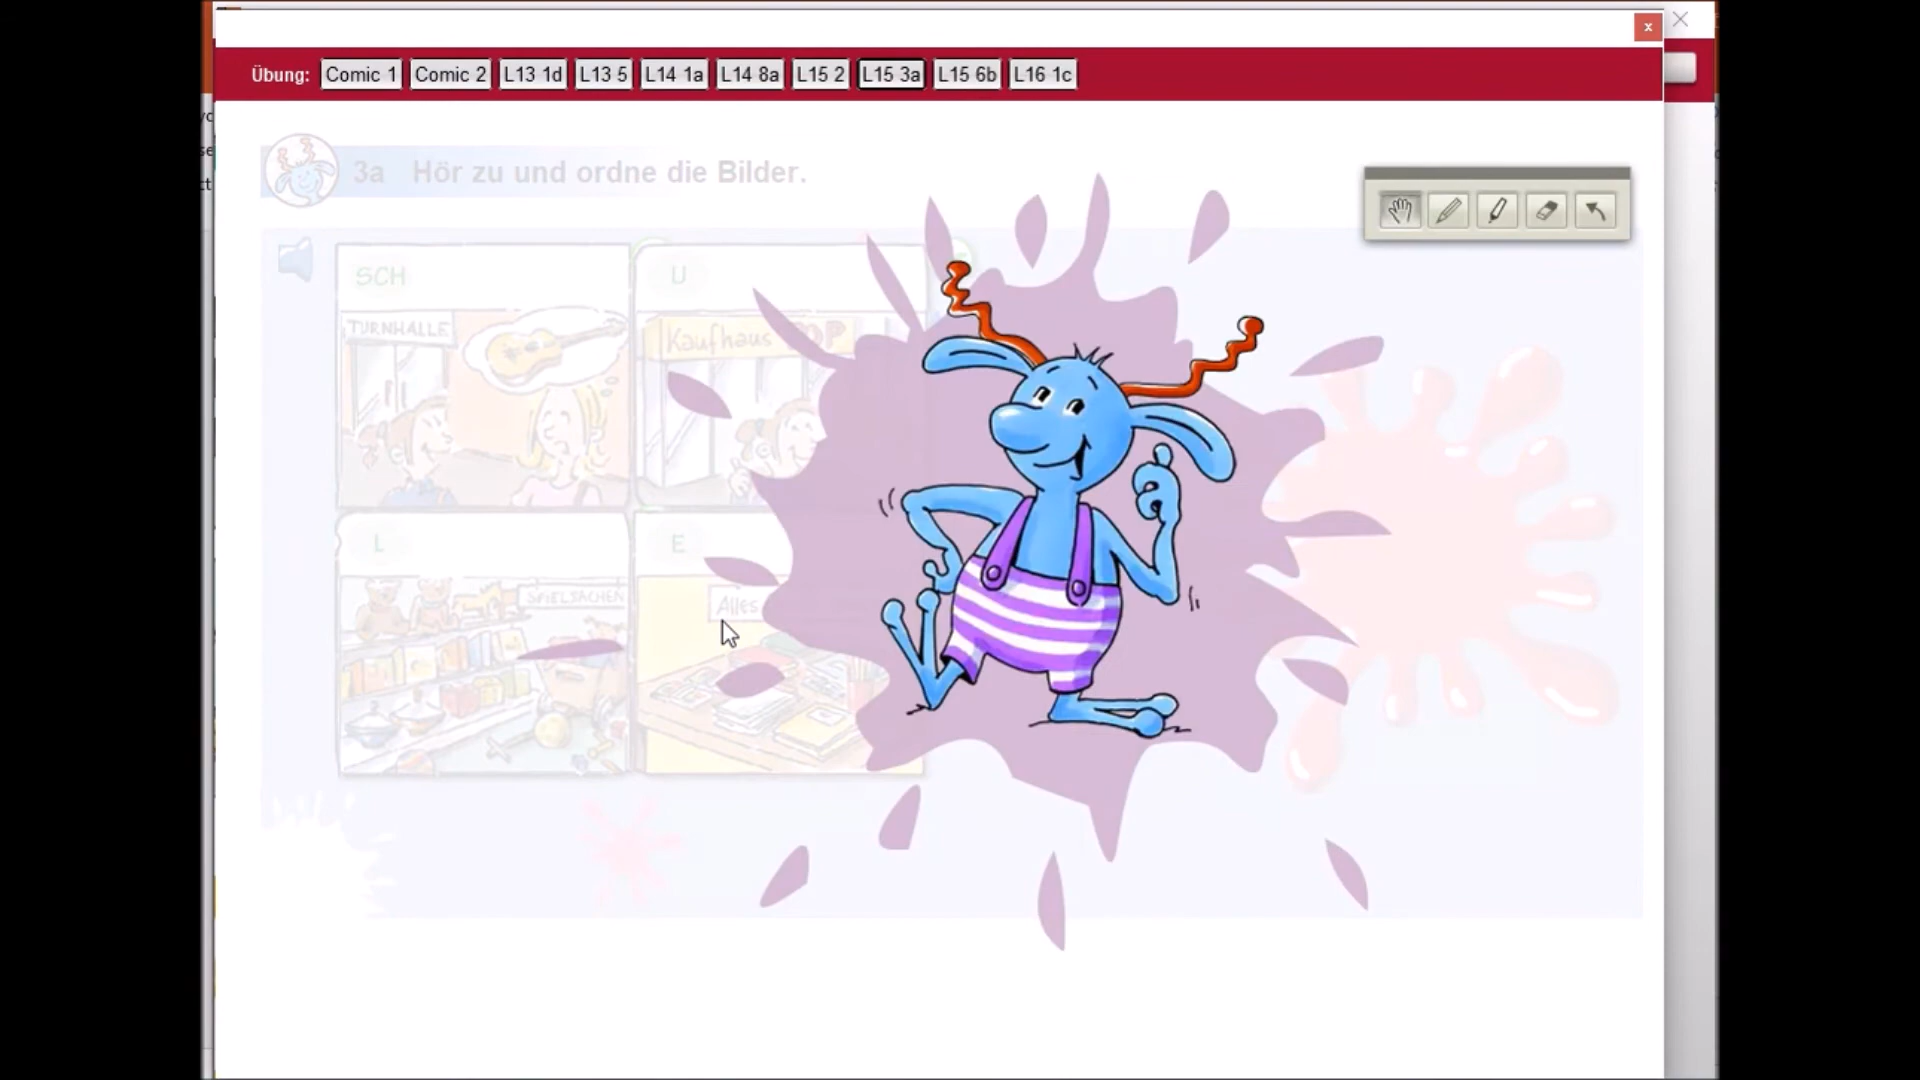 Übung: Comic 1 Comic 2 L13 1d L13 5 L14 1a L14 8a L15 2 L15 3a L15 6b L16 1c
3a Hör zu und ordne die Bilder.
SCH
U
TURNHALLE
Kaufhaus
L
E
SPIELSACHEN
Alles